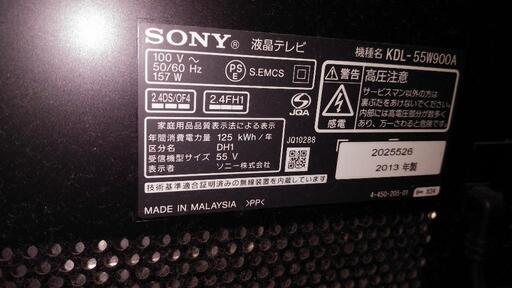 SONY® 液晶テレビ
機種名 KDL-55W900A
100 V ~
50/60 Hz
157 W
PS
E
S.EMCS
2.4DS/OF4
2.4FH1
JQA
警告
感電
高圧注意
サービスマン以外の方は
裏ぶたをあけないでください。
内部には高電圧部分が数多く
あり、万一さわると危険です。
家庭用品品質表示法による表示
年間消費電力量 125 kWh/年
区分名 DH1
受信機型サイズ 55 V
ソニー株式会社
JQ10288
2025526
2013 年製
技術基準適合証明済みの無線装置を内蔵しています。
MADE IN MALAYSIA >PP<
4-450-205-01